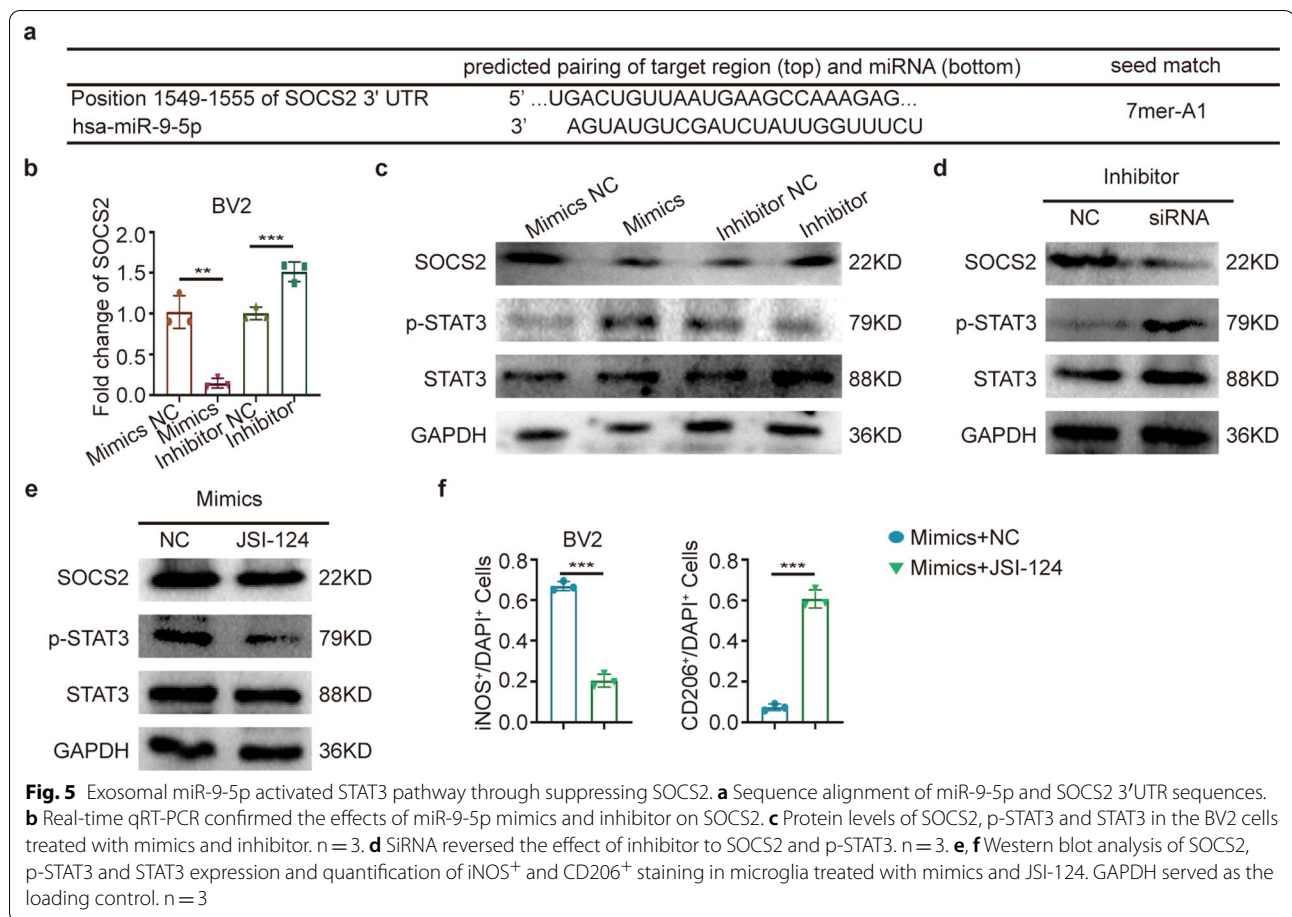 a
predicted pairing of target region (top) and miRNA (bottom) seed match
Position 1549-1555 of SOCS2 3' UTR 5' ...UGACUGUUAAUGAAGCCAAAGAG... 7mer-A1
hsa-miR-9-5p 3' AGUAUGUCGAUCUAUUGGUUUCU
b
BV2
Fold change of SOCS2
2.0
1.5
1.0
0.5
0.0
** ***
Mimics NC
Mimics
Inhibitor NC
Inhibitor
c
Mimics NC Mimics Inhibitor NC Inhibitor
SOCS2 22KD
p-STAT3 79KD
STAT3 88KD
GAPDH 36KD
d
Inhibitor
NC siRNA
SOCS2 22KD
p-STAT3 79KD
STAT3 88KD
GAPDH 36KD
e
Mimics
NC JSI-124
SOCS2 22KD
p-STAT3 79KD
STAT3 88KD
GAPDH 36KD
f
BV2
iNOS⁺/DAPI⁺ Cells
0.8
0.6
0.4
0.2
0.0
***
CD206⁺/DAPI⁺ Cells
0.8
0.6
0.4
0.2
0.0
***
Mimics+NC
Mimics+JSI-124
Fig. 5 Exosomal miR-9-5p activated STAT3 pathway through suppressing SOCS2. a Sequence alignment of miR-9-5p and SOCS2 3′UTR sequences.
b Real-time qRT-PCR confirmed the effects of miR-9-5p mimics and inhibitor on SOCS2. c Protein levels of SOCS2, p-STAT3 and STAT3 in the BV2 cells
treated with mimics and inhibitor. n = 3. d SiRNA reversed the effect of inhibitor to SOCS2 and p-STAT3. n = 3. e, f Western blot analysis of SOCS2,
p-STAT3 and STAT3 expression and quantification of iNOS⁺ and CD206⁺ staining in microglia treated with mimics and JSI-124. GAPDH served as the
loading control. n = 3